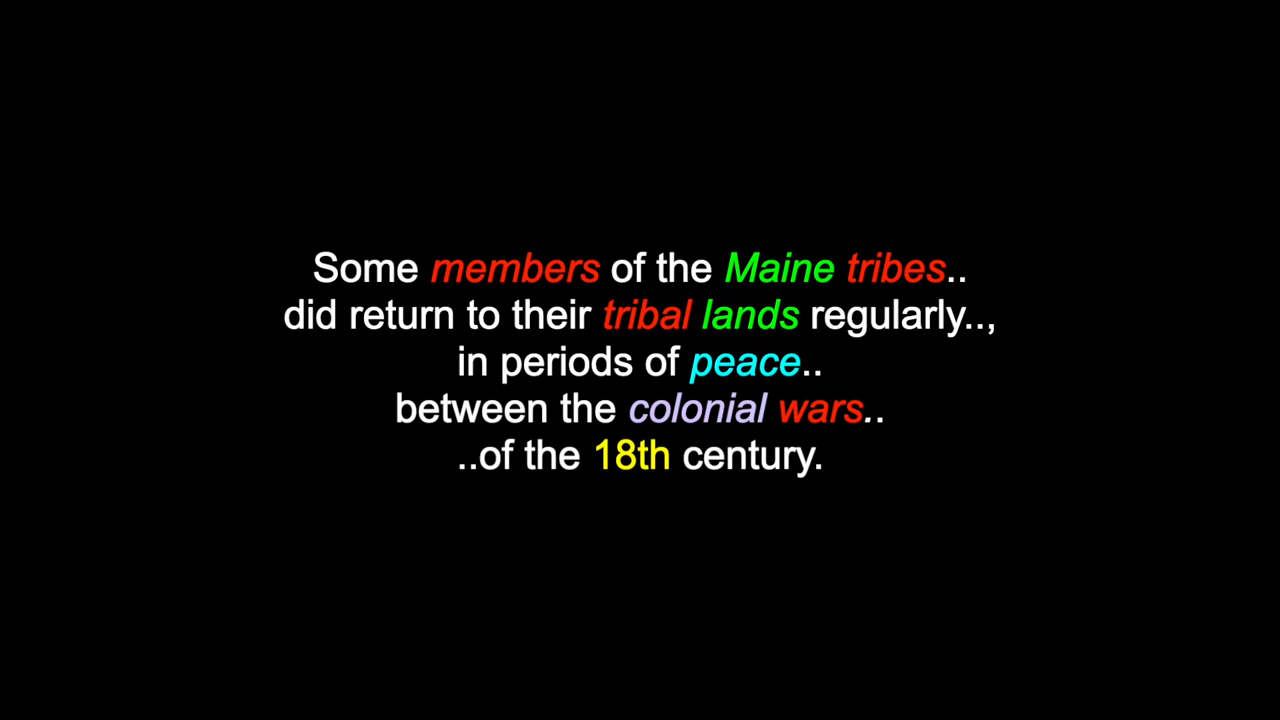 Some members of the Maine tribes..
did return to their tribal lands regularly..,
in periods of peace..
between the colonial wars..
..of the 18th century.